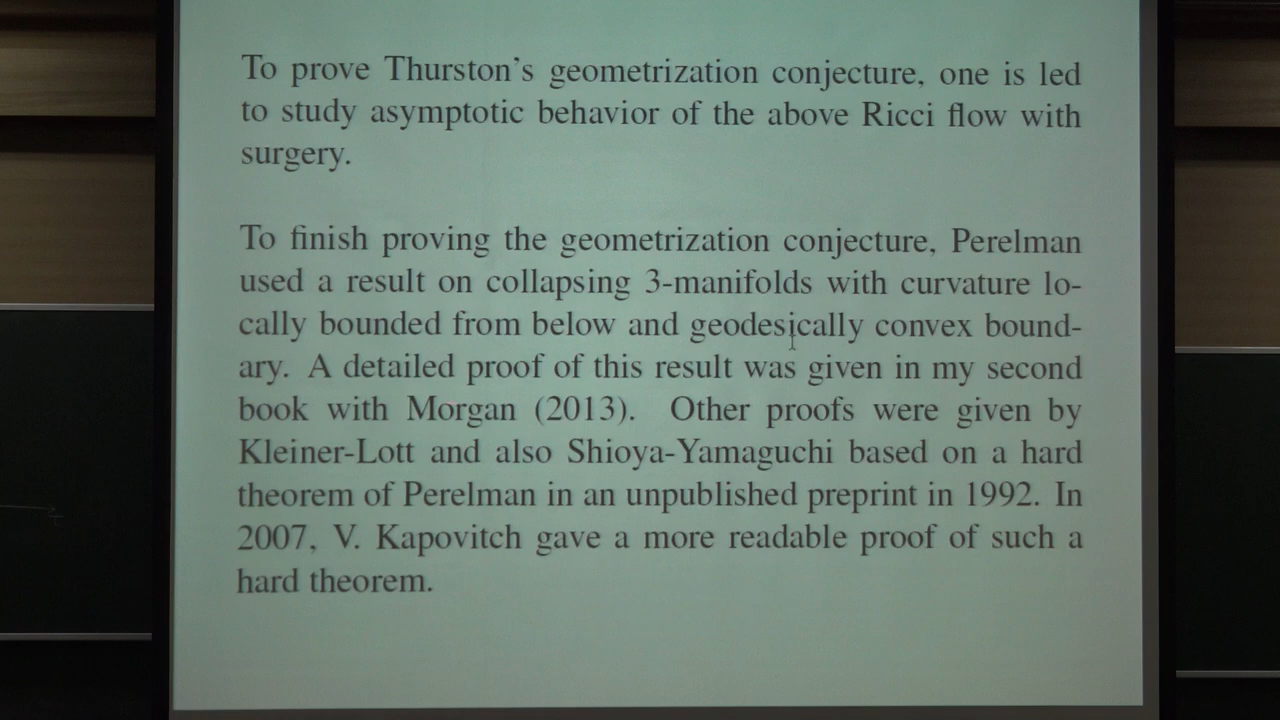 To prove Thurston's geometrization conjecture, one is led
to study asymptotic behavior of the above Ricci flow with
surgery.
To finish proving the geometrization conjecture, Perelman
used a result on collapsing 3-manifolds with curvature lo-
cally bounded from below and geodesically convex bound-
ary. A detailed proof of this result was given in my second
book with Morgan (2013). Other proofs were given by
Kleiner-Lott and also Shioya-Yamaguchi based on a hard
theorem of Perelman in an unpublished preprint in 1992. In
2007, V. Kapovitch gave a more readable proof of such a
hard theorem.